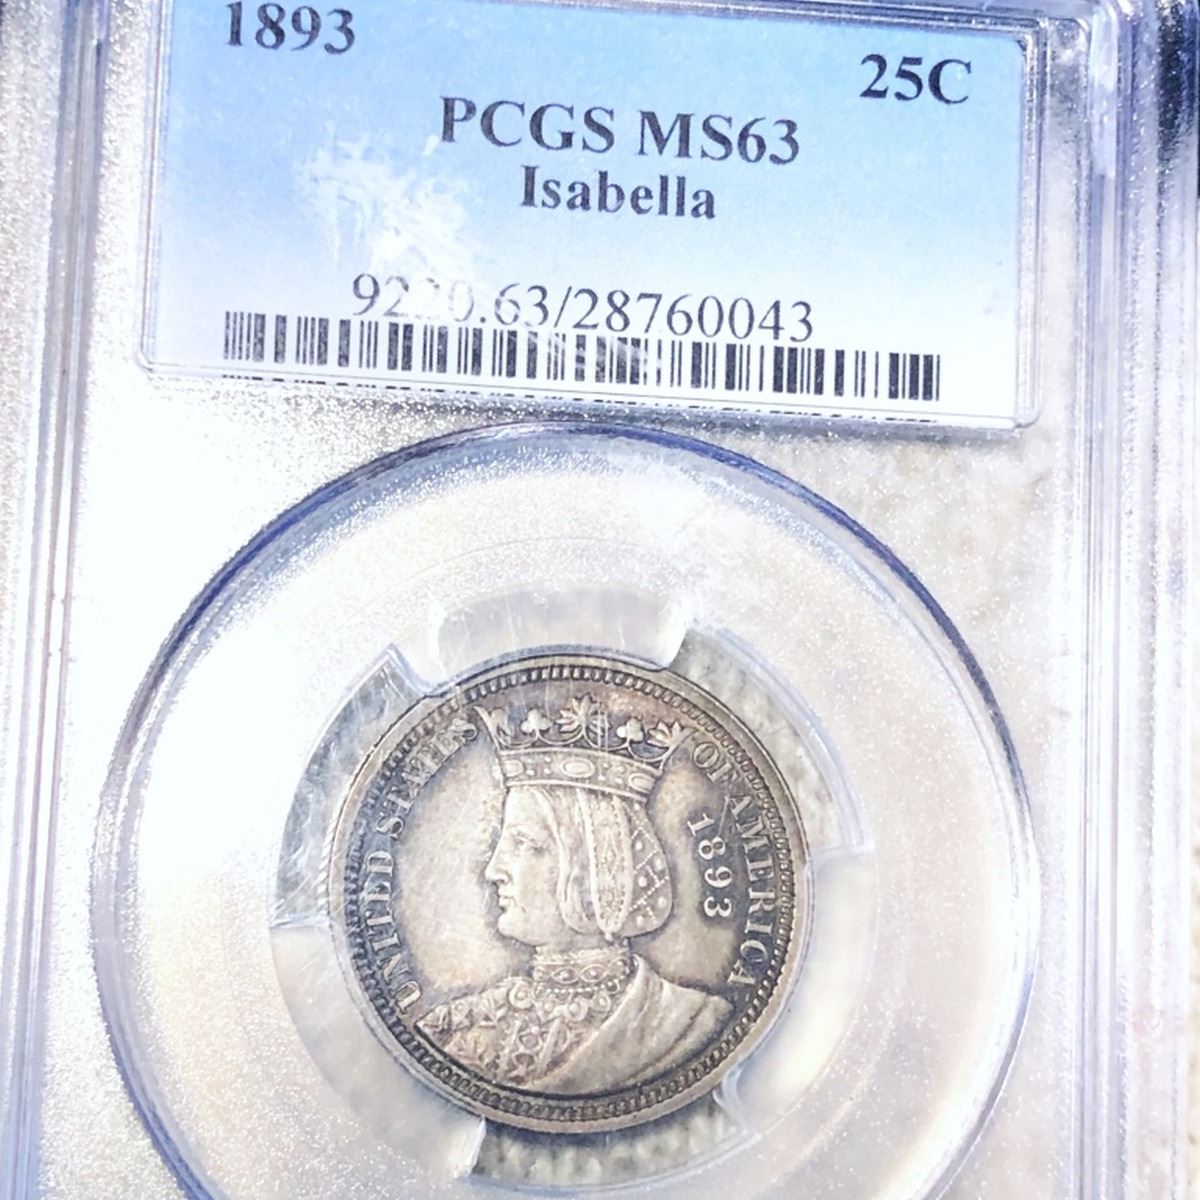 1893
25C
PCGS MS63
Isabella
9220.63/28760043
UNITED STATES OF AMERICA
1893